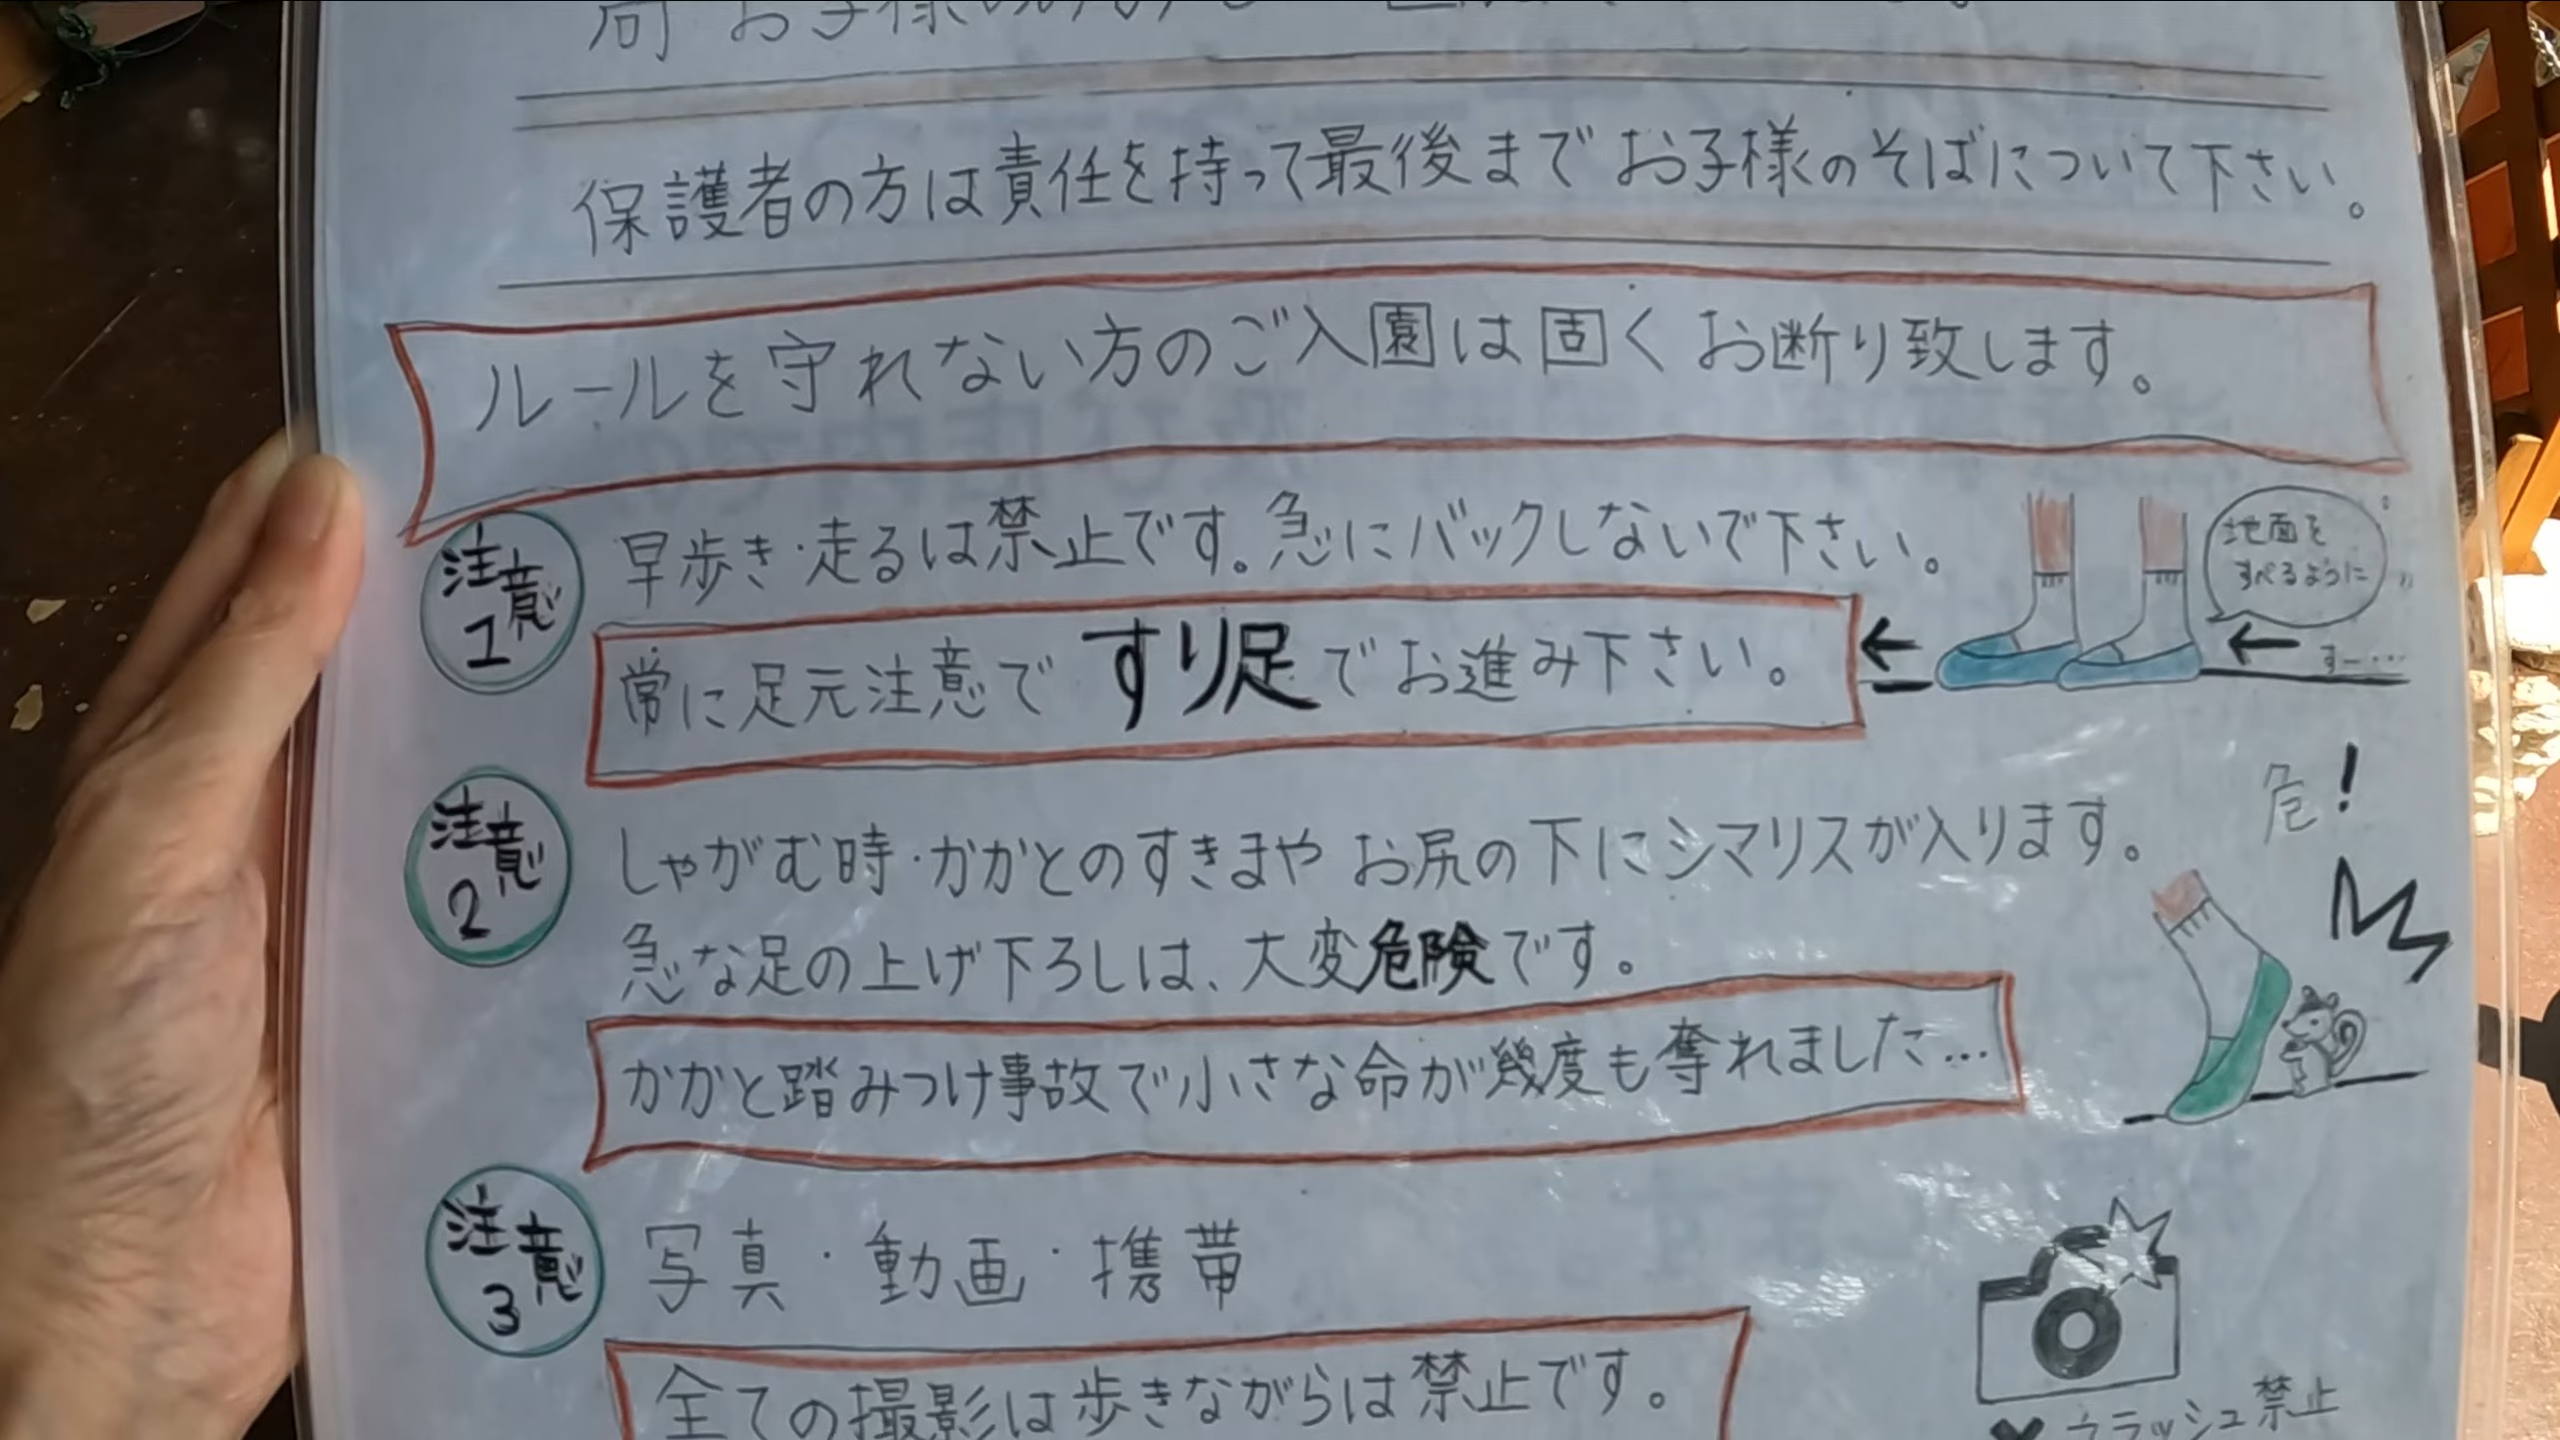 保護者の方は責任を持って最後までお子様のそばについて下さい。
ルールを守れない方のご入園は固くお断り致します。
注意1
早歩き・走るは禁止です。急にバックしないで下さい。
常に足元注意ですり足でお進み下さい。
地面を
すべるように
すー…
注意2
しゃがむ時・かかとのすきまやお尻の下にシマリスが入ります。
急な足の上げ下ろしは、大変危険です。
危!
かかと踏みつけ事故で小さな命が幾度も奪れました…
注意3
写真・動画・携帯
全ての撮影は歩きながらは禁止です。
フラッシュ禁止